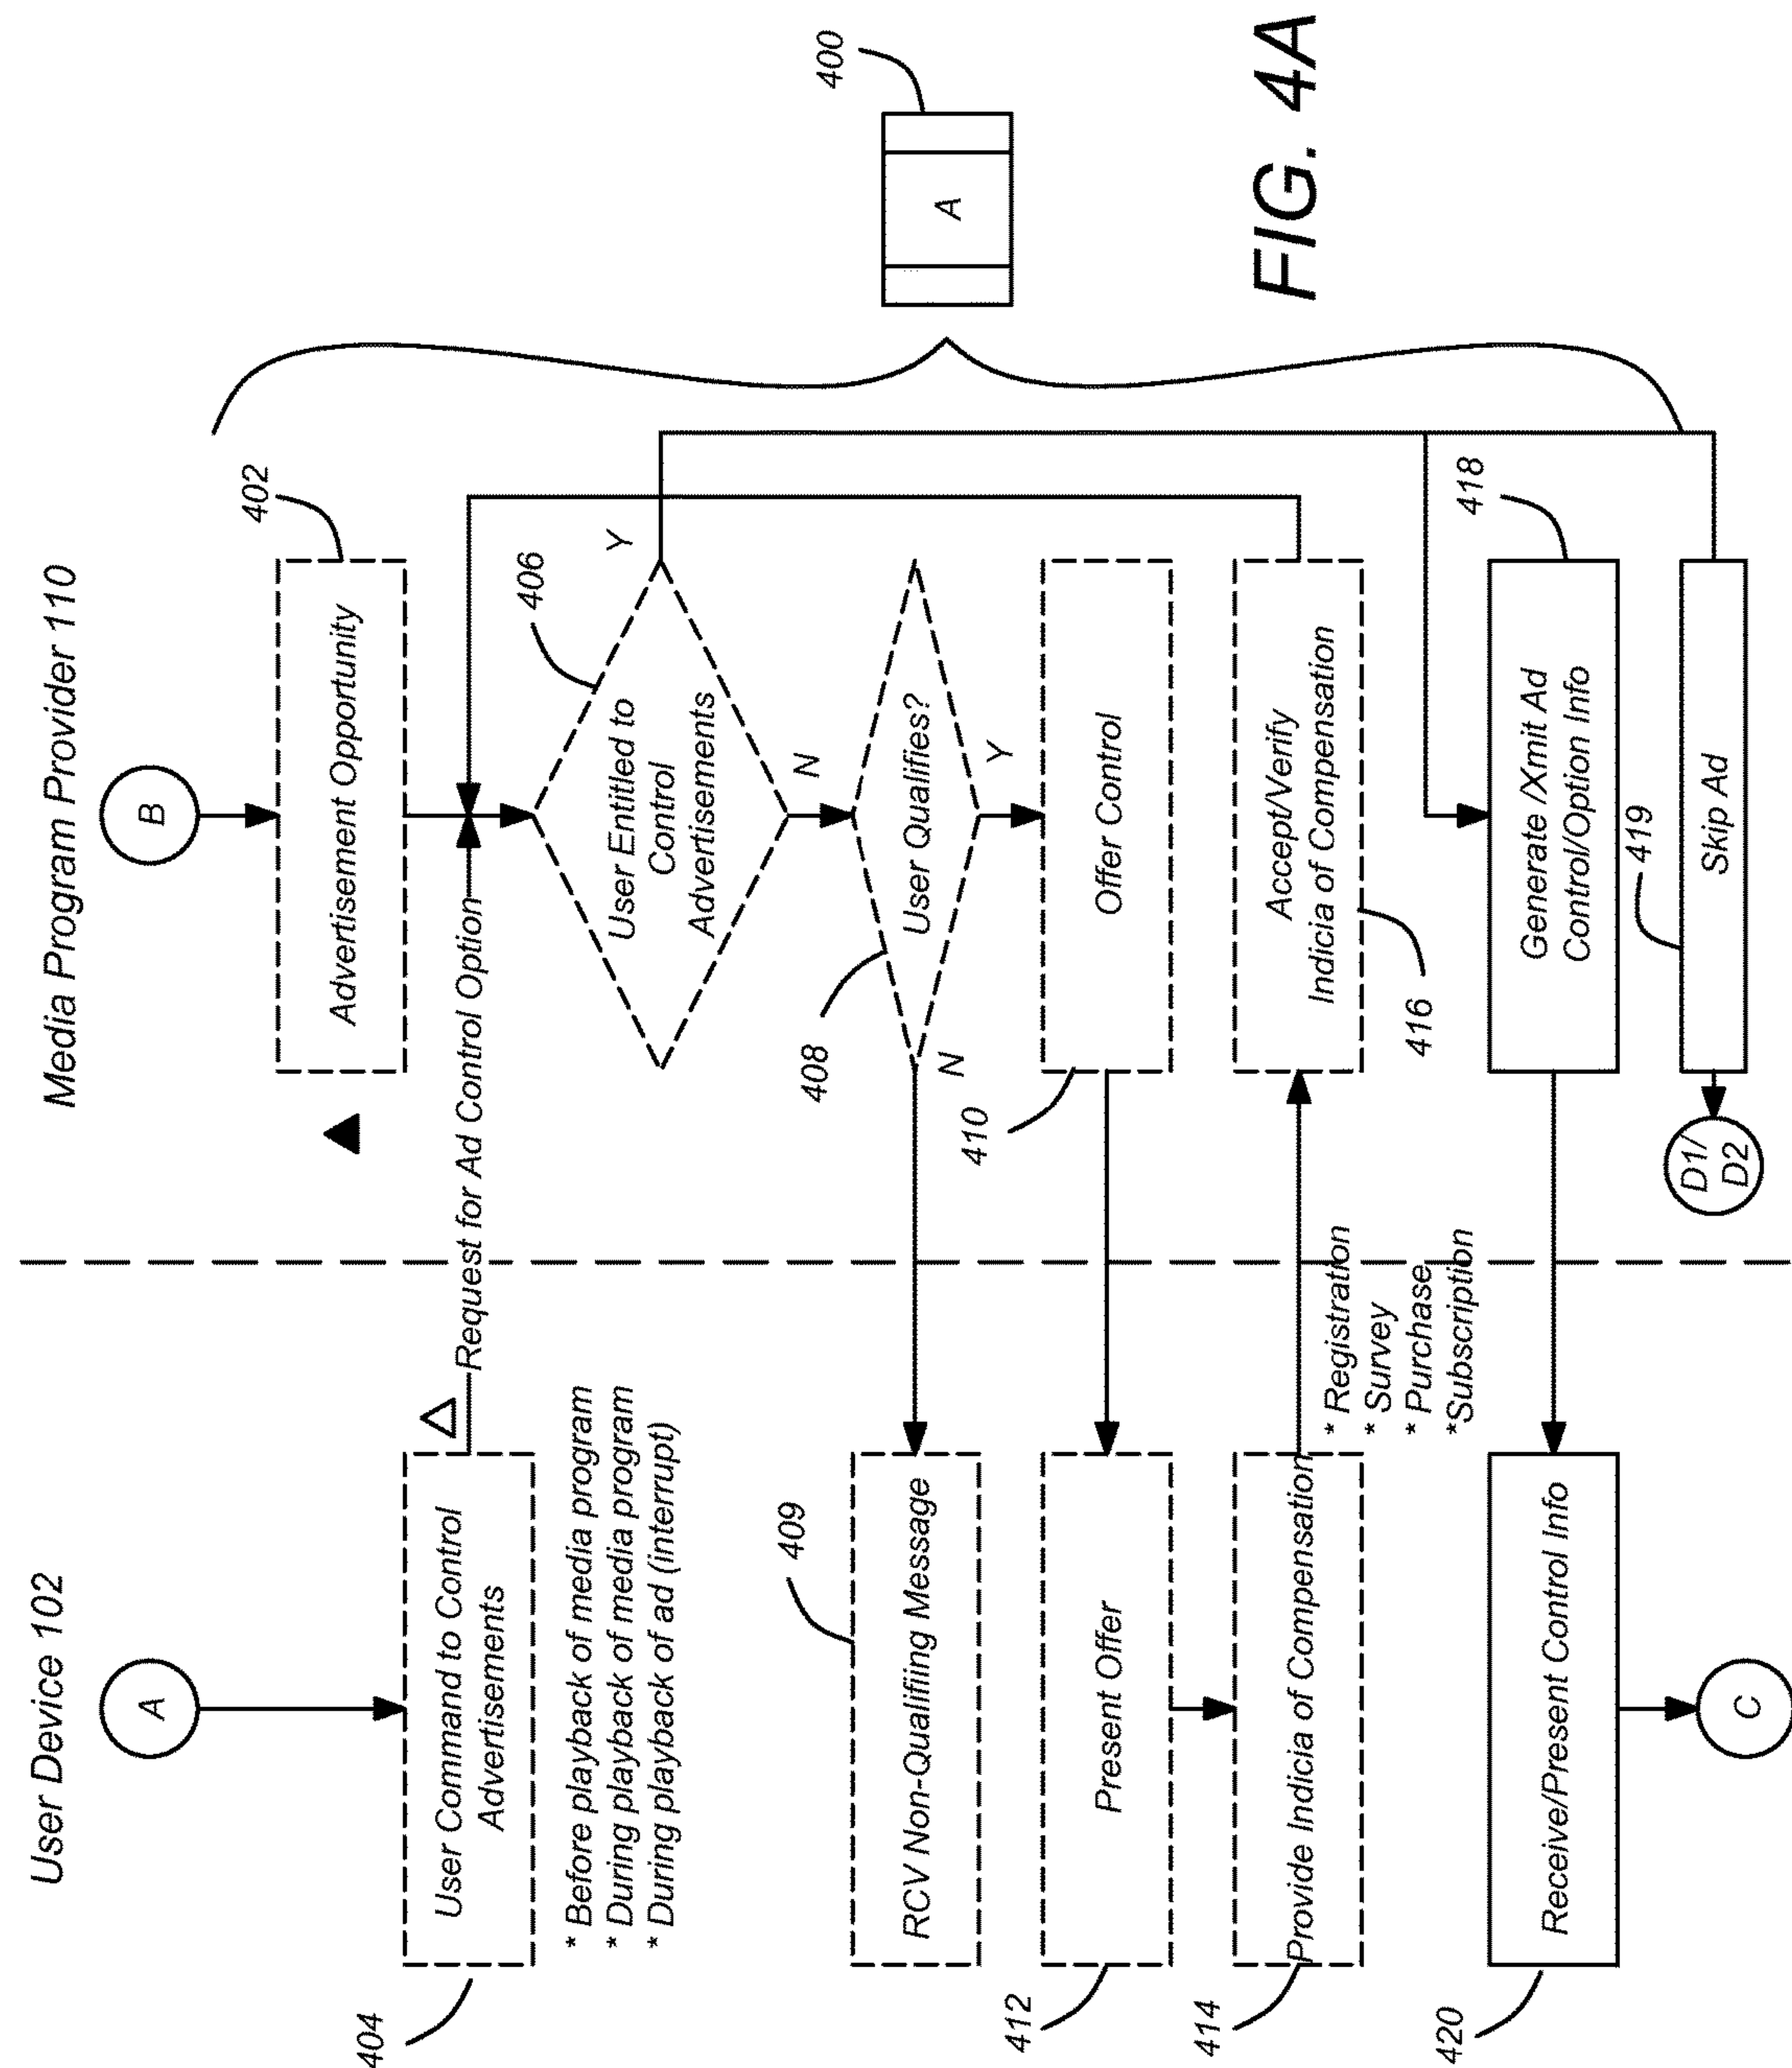 User Device 102
Media Program Provider 110
A
B
402
Advertisement Opportunity
404
User Command to Control
Advertisements
Request for Ad Control Option
* Before playback of media program
* During playback of media program
* During playback of ad (interrupt)
406
User Entitled to
Control
Advertisements
Y
N
408
User Qualifies?
N
Y
409
RCV Non-Qualifiing Message
410
Offer Control
412
Present Offer
414
Provide Indicia of Compensation
* Registration
* Survey
* Purchase
*Subscription
Accept/Verify
Indicia of Compensation
416
418
Generate /Xmit Ad
Control/Option Info
420
Receive/Present Control Info
419
Skip Ad
D1/
D2
C
400
A
FIG. 4A